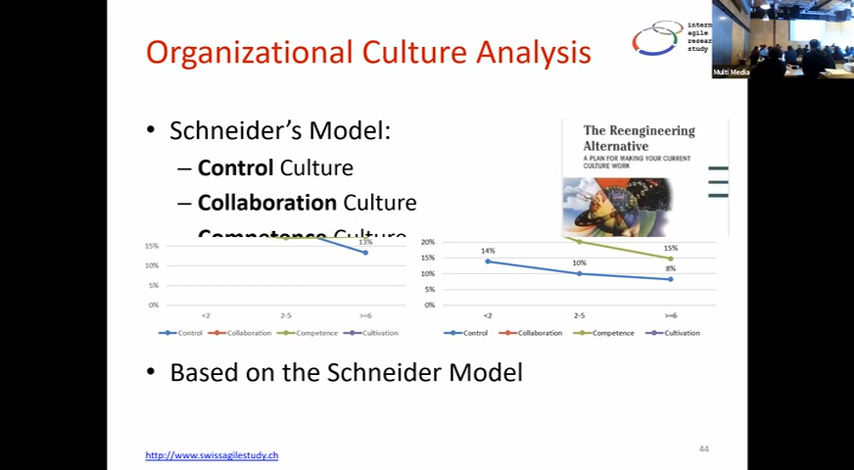 Organizational Culture Analysis
intern
agile
resear
study
Multi Media
• Schneider's Model:
– Control Culture
– Collaboration Culture
Competence Culture
The Reengineering
Alternative
A PLAN FOR MAKING YOUR CURRENT
CULTURE WORK
15%
10%
5%
0%
13%
<2
2-5
>=6
Control Collaboration Competence Cultivation
20%
15%
10%
5%
0%
14%
10%
15%
8%
<2
2-5
>=6
Control Collaboration Competence Cultivation
• Based on the Schneider Model
http://www.swissagilestudy.ch
44